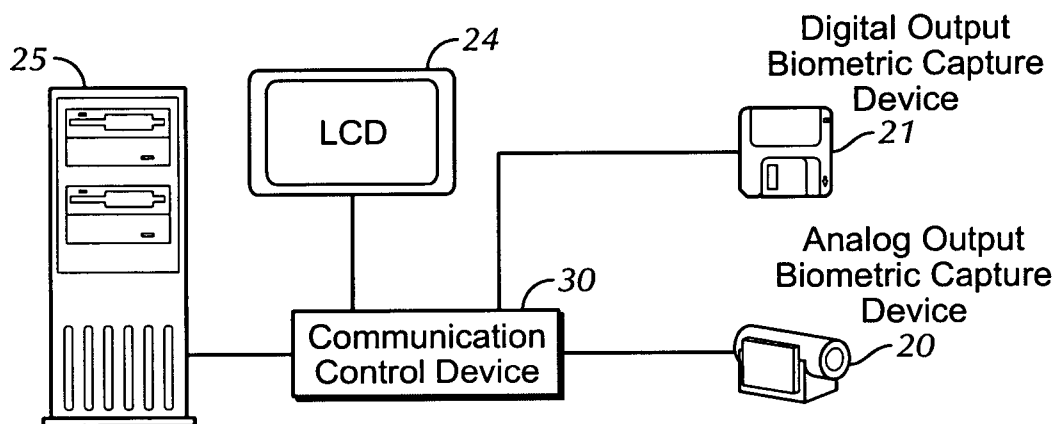 25
24
LCD
Digital Output
Biometric Capture
Device
21
Analog Output
Biometric Capture
Device
20
30
Communication
Control Device